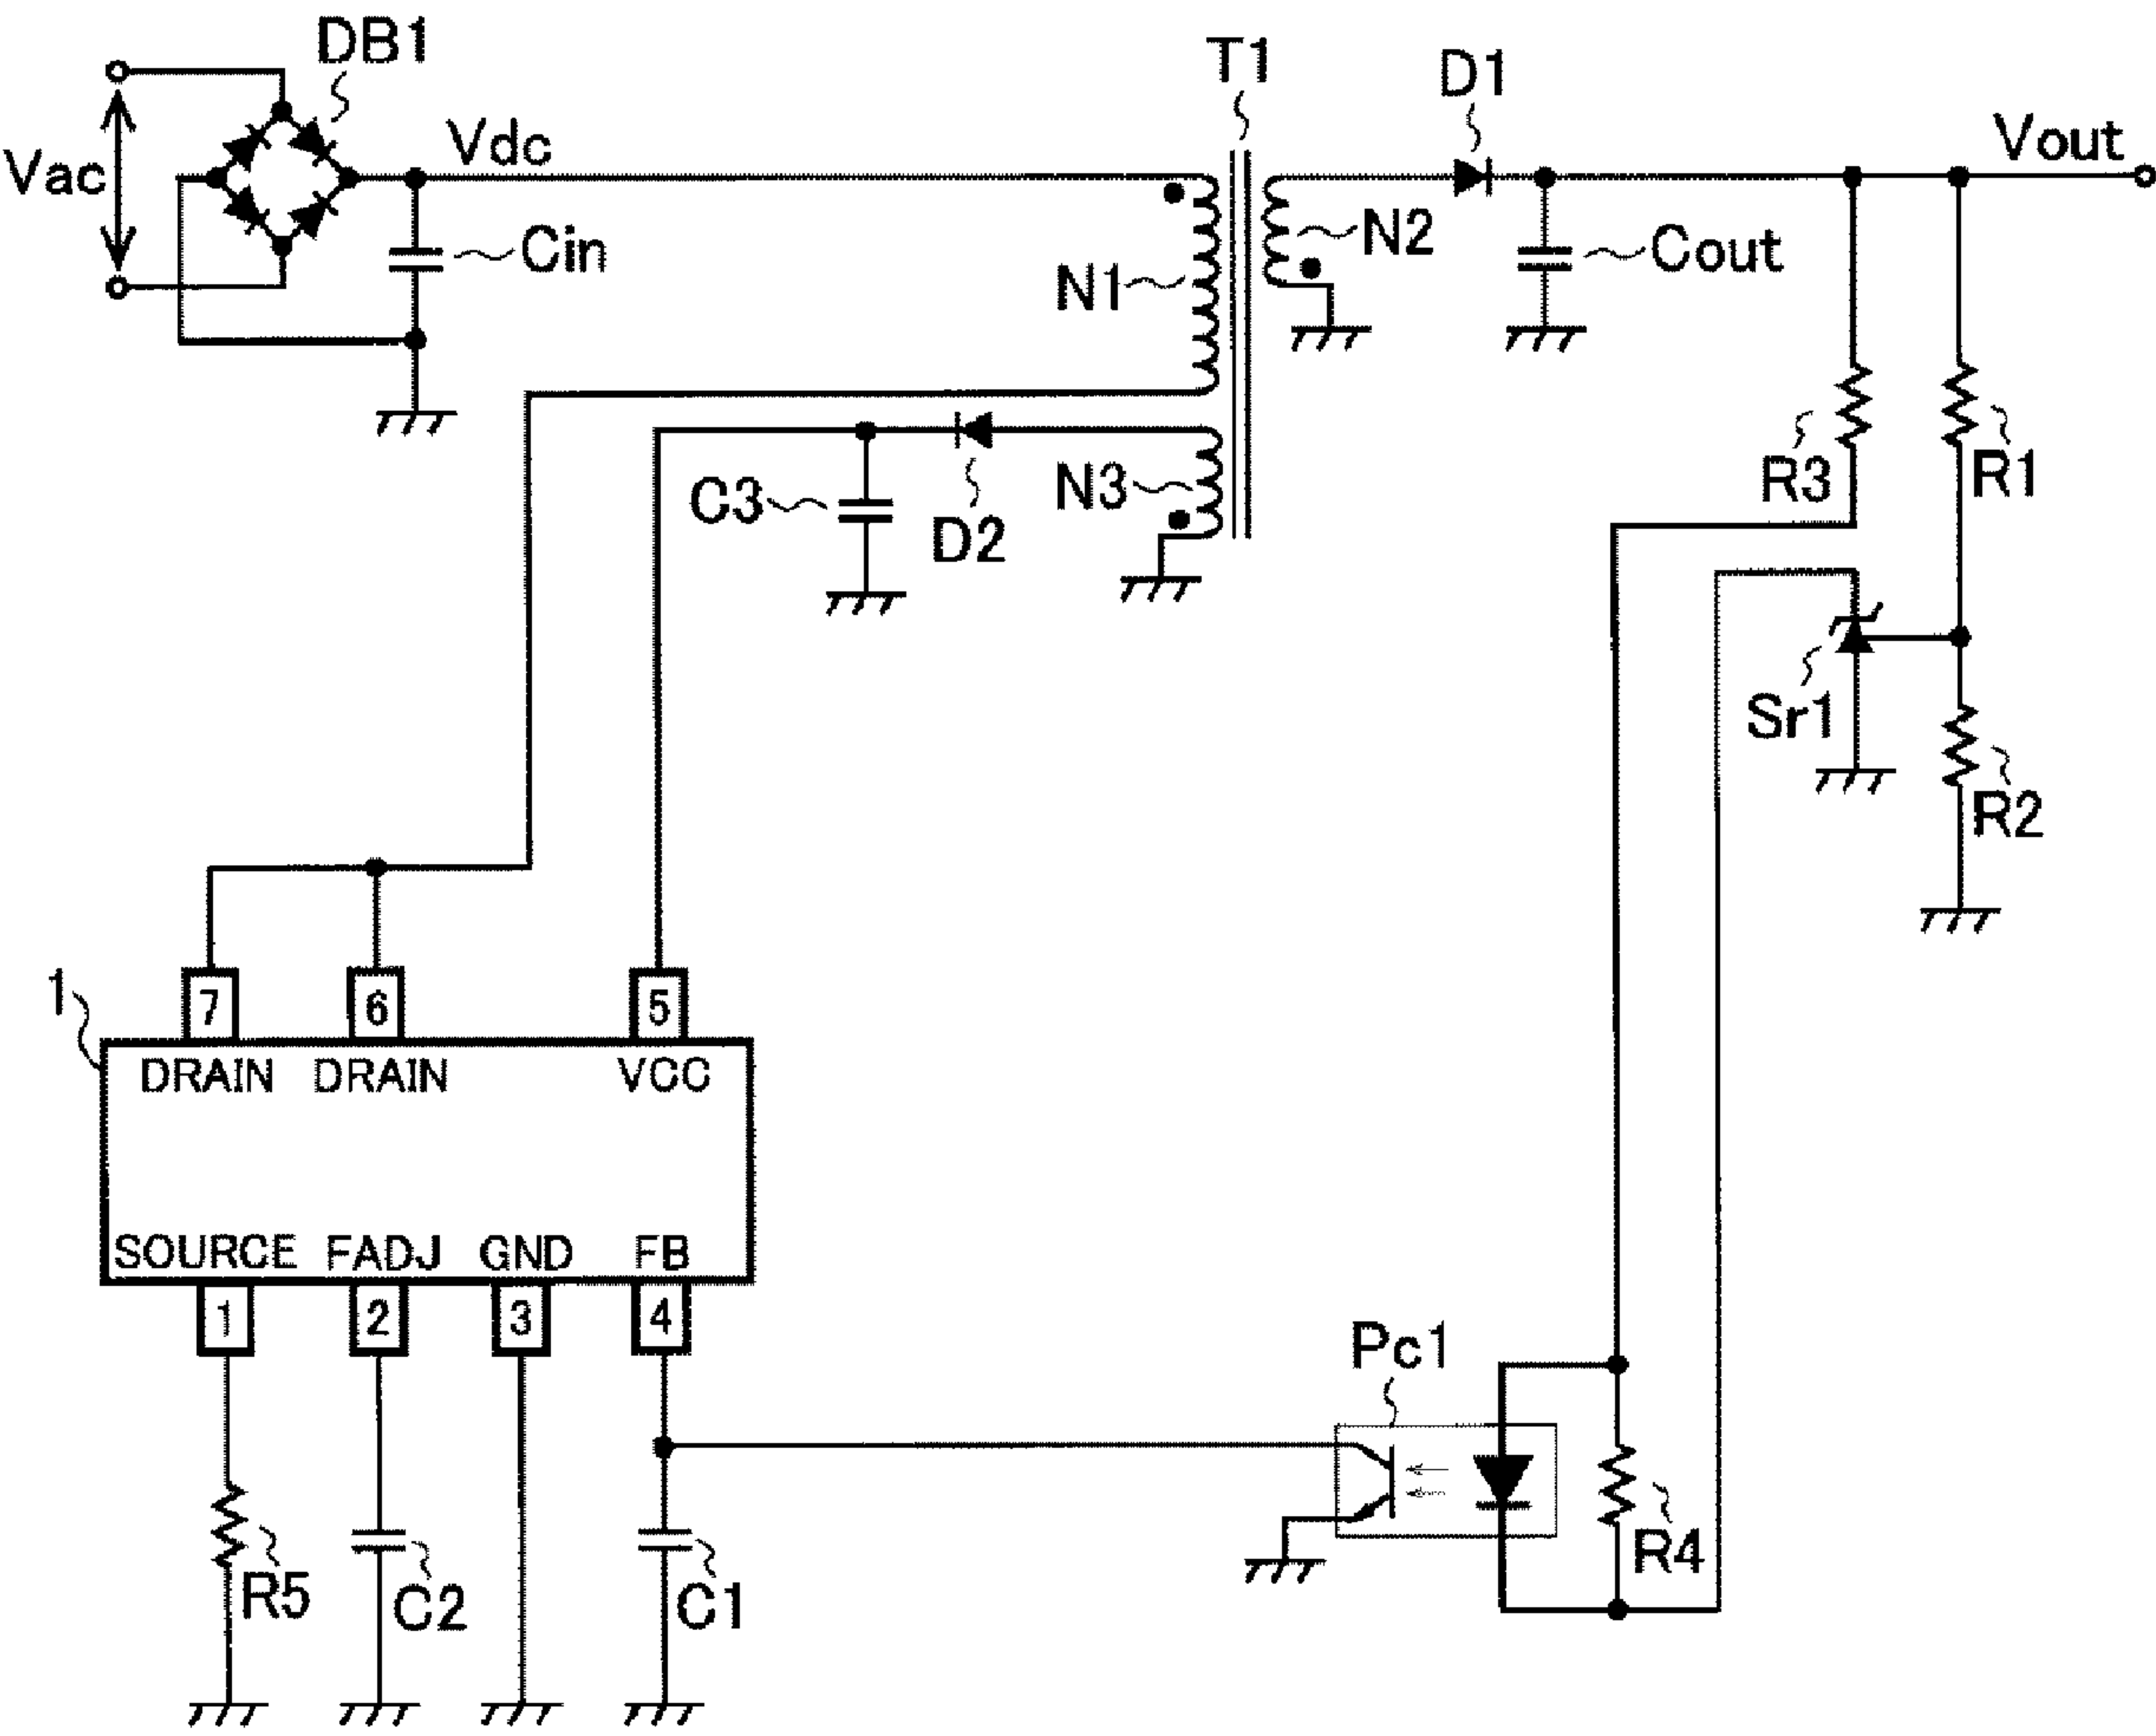 DB1
T1
D1
Vout
Vac
Vdc
Cin
N1
N2
Cout
C3
D2
N3
R3
R1
Sr1
R2
1
7
6
5
DRAIN
DRAIN
VCC
SOURCE
FADJ
GND
FB
1
2
3
4
Pc1
R5
C2
C1
R4